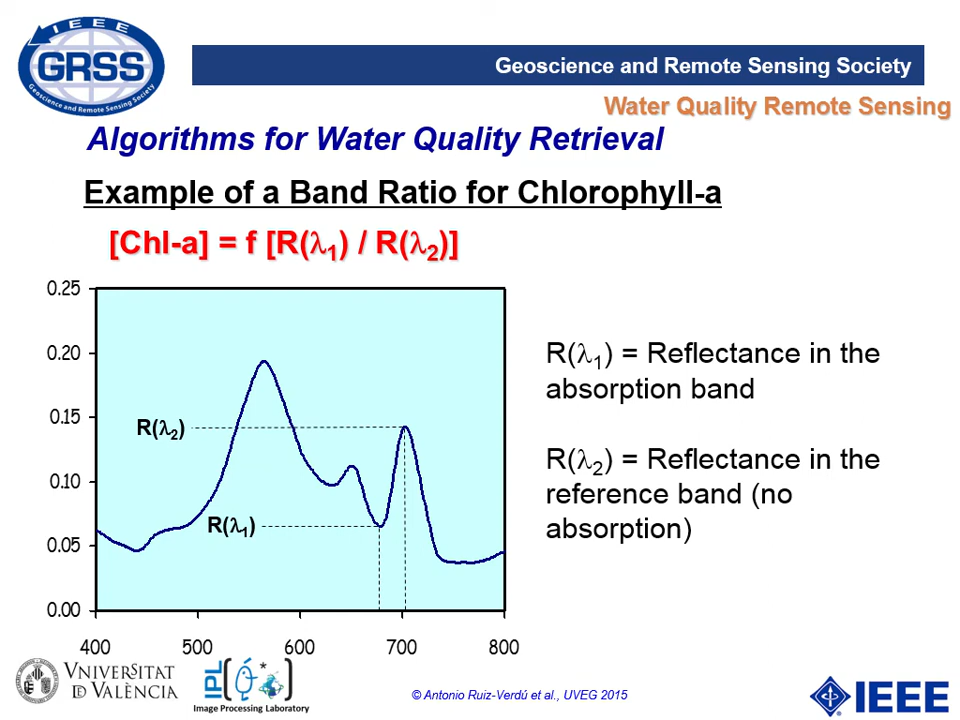 IEEE
GRSS
Geoscience and Remote Sensing Society
Geoscience and Remote Sensing Society
Water Quality Remote Sensing
Algorithms for Water Quality Retrieval
Example of a Band Ratio for Chlorophyll-a
[Chl-a] = f [R(λ₁) / R(λ₂)]
0.25
0.20
0.15
0.10
0.05
0.00
R(λ₂)
R(λ₁)
400 500 600 700 800
R(λ₁) = Reflectance in the
absorption band
R(λ₂) = Reflectance in the
reference band (no
absorption)
VNIVERSITAT
DE VALÈNCIA
IPL
Image Processing Laboratory
© Antonio Ruiz-Verdú et al., UVEG 2015
IEEE